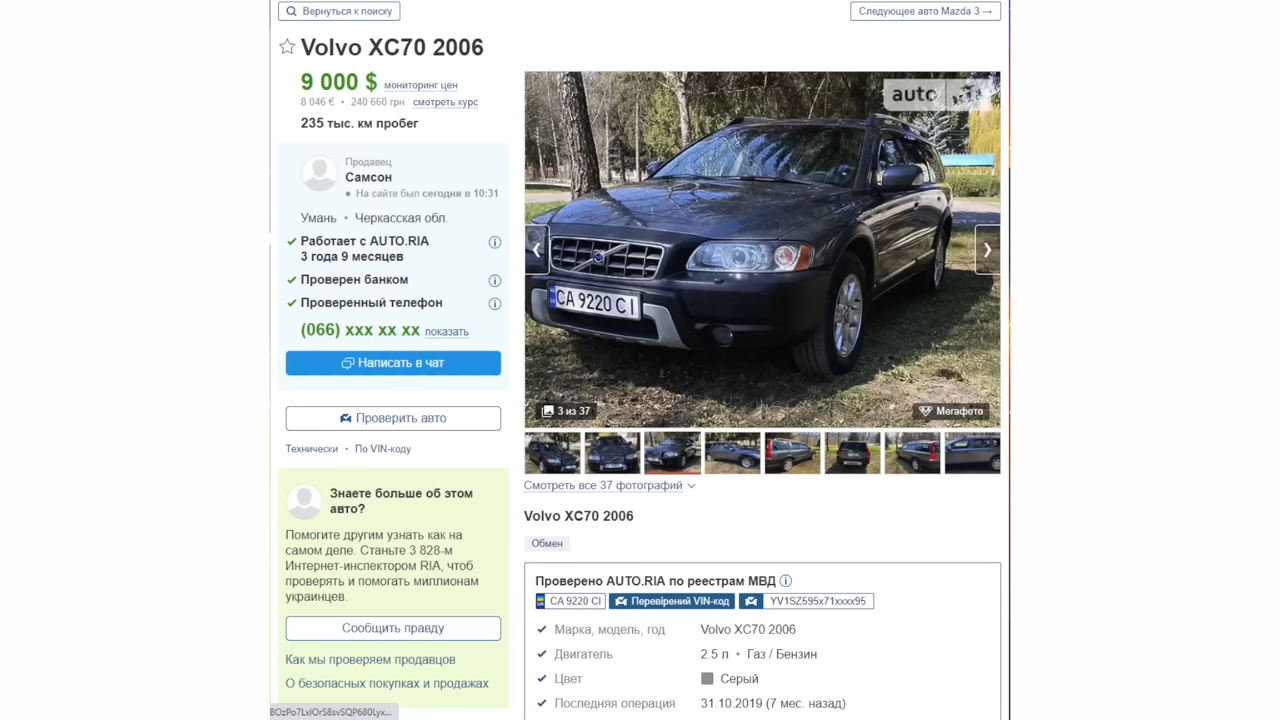 Вернуться к поиску
Следующее авто Mazda 3 →
Volvo XC70 2006
9 000 $ мониторинг цен
8 046 € • 240 660 грн смотреть курс
235 тыс. км пробег
Продавец
Самсон
На сайте был сегодня в 10:31
Умань • Черкасская обл.
Работает с AUTO.RIA
3 года 9 месяцев
Проверен банком
Проверенный телефон
(066) xxx xx xx показать
Написать в чат
Проверить авто
Технически • По VIN-коду
Знаете больше об этом
авто?
Помогите другим узнать как на
самом деле. Станьте 3 828-м
Интернет-инспектором RIA, чтоб
проверять и помогать миллионам
украинцев.
Сообщить правду
Как мы проверяем продавцов
О безопасных покупках и продажах
auto
CA 9220 CI
3 из 37
Мегафото
Смотреть все 37 фотографий
Volvo XC70 2006
Обмен
Проверено AUTO.RIA по реестрам МВД
CA 9220 CI Перевірений VIN-код YV1SZ595x71xxxx95
Марка, модель, год Volvo XC70 2006
Двигатель 2.5 л • Газ / Бензин
Цвет Серый
Последняя операция 31.10.2019 (7 мес. назад)